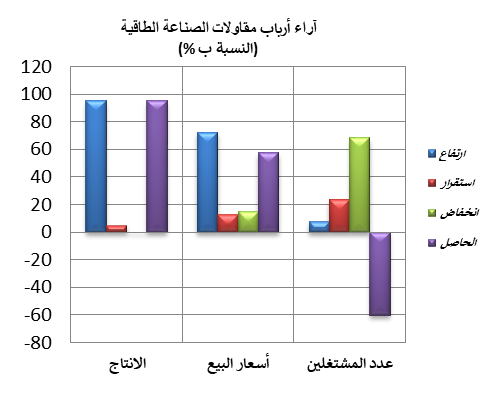 آراء أرباب مقاولات الصناعة الطاقية
(النسبة ب %)
120
100
80
60
40
20
0
-20
-40
-60
-80
ارتفاع
استقرار
انخفاض
الحاصل
الانتاج
أسعار البيع
عدد المشتغلين